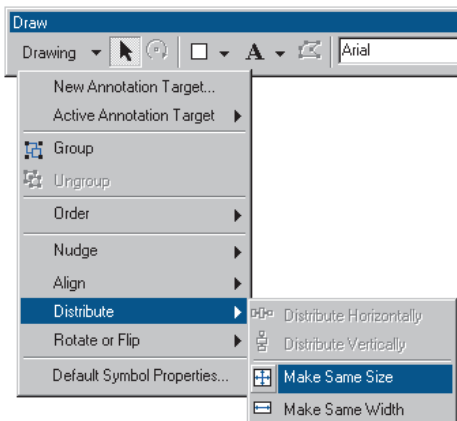 Draw
Drawing A Arial
New Annotation Target...
Active Annotation Target
Group
Ungroup
Order
Nudge
Align
Distribute
Distribute Horizontally
Rotate or Flip
Distribute Vertically
Default Symbol Properties...
Make Same Size
Make Same Width